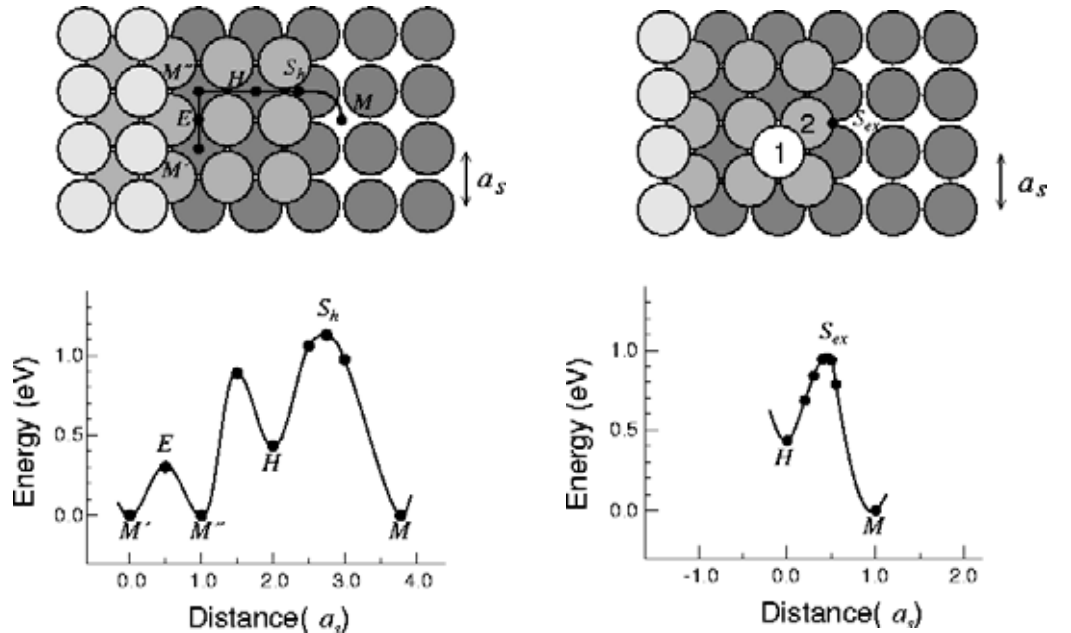 M″ H S_h
M
E
M′
a_s
2 S_ex
1
a_s
S_h
1.0
Energy (eV)
E
0.5
H
0.0
M′ M″ M
0.0 1.0 2.0 3.0 4.0
Distance( a_s)
S_ex
1.0
Energy (eV)
0.5
H
0.0
M
-1.0 0.0 1.0 2.0
Distance( a_s)